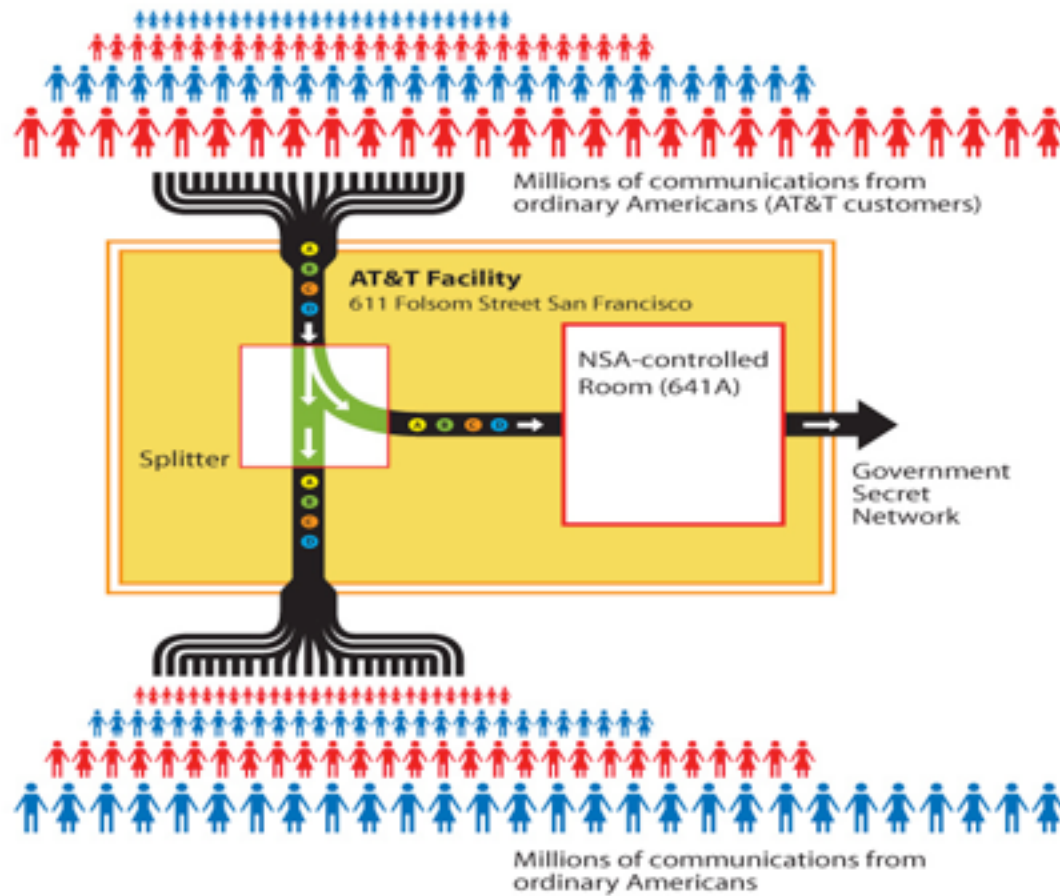 Millions of communications from
ordinary Americans (AT&T customers)
A
B
C
D
AT&T Facility
611 Folsom Street San Francisco
NSA-controlled
Room (641A)
A B C D
Splitter
Government
Secret
Network
A
B
C
D
Millions of communications from
ordinary Americans